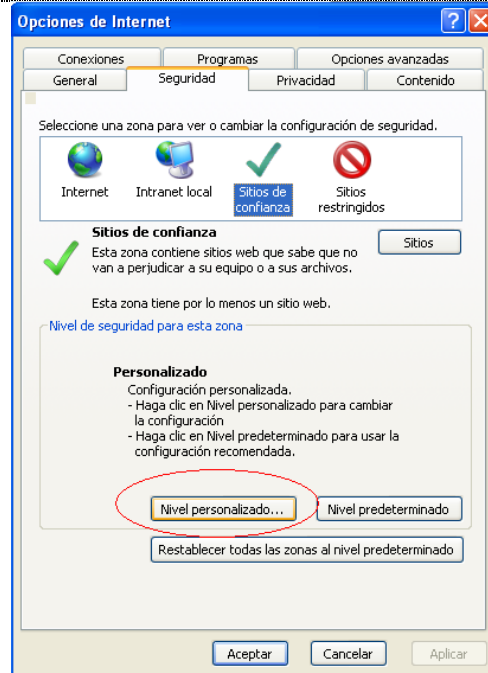 Opciones de Internet
Conexiones Programas Opciones avanzadas
General Seguridad Privacidad Contenido
Seleccione una zona para ver o cambiar la configuración de seguridad.
Internet Intranet local Sitios de confianza Sitios restringidos
Sitios de confianza
Sitios
Esta zona contiene sitios web que sabe que no
van a perjudicar a su equipo o a sus archivos.
Esta zona tiene por lo menos un sitio web.
Nivel de seguridad para esta zona
Personalizado
Configuración personalizada.
- Haga clic en Nivel personalizado para cambiar
la configuración
- Haga clic en Nivel predeterminado para usar la
configuración recomendada.
Nivel personalizado... Nivel predeterminado
Restablecer todas las zonas al nivel predeterminado
Aceptar Cancelar Aplicar